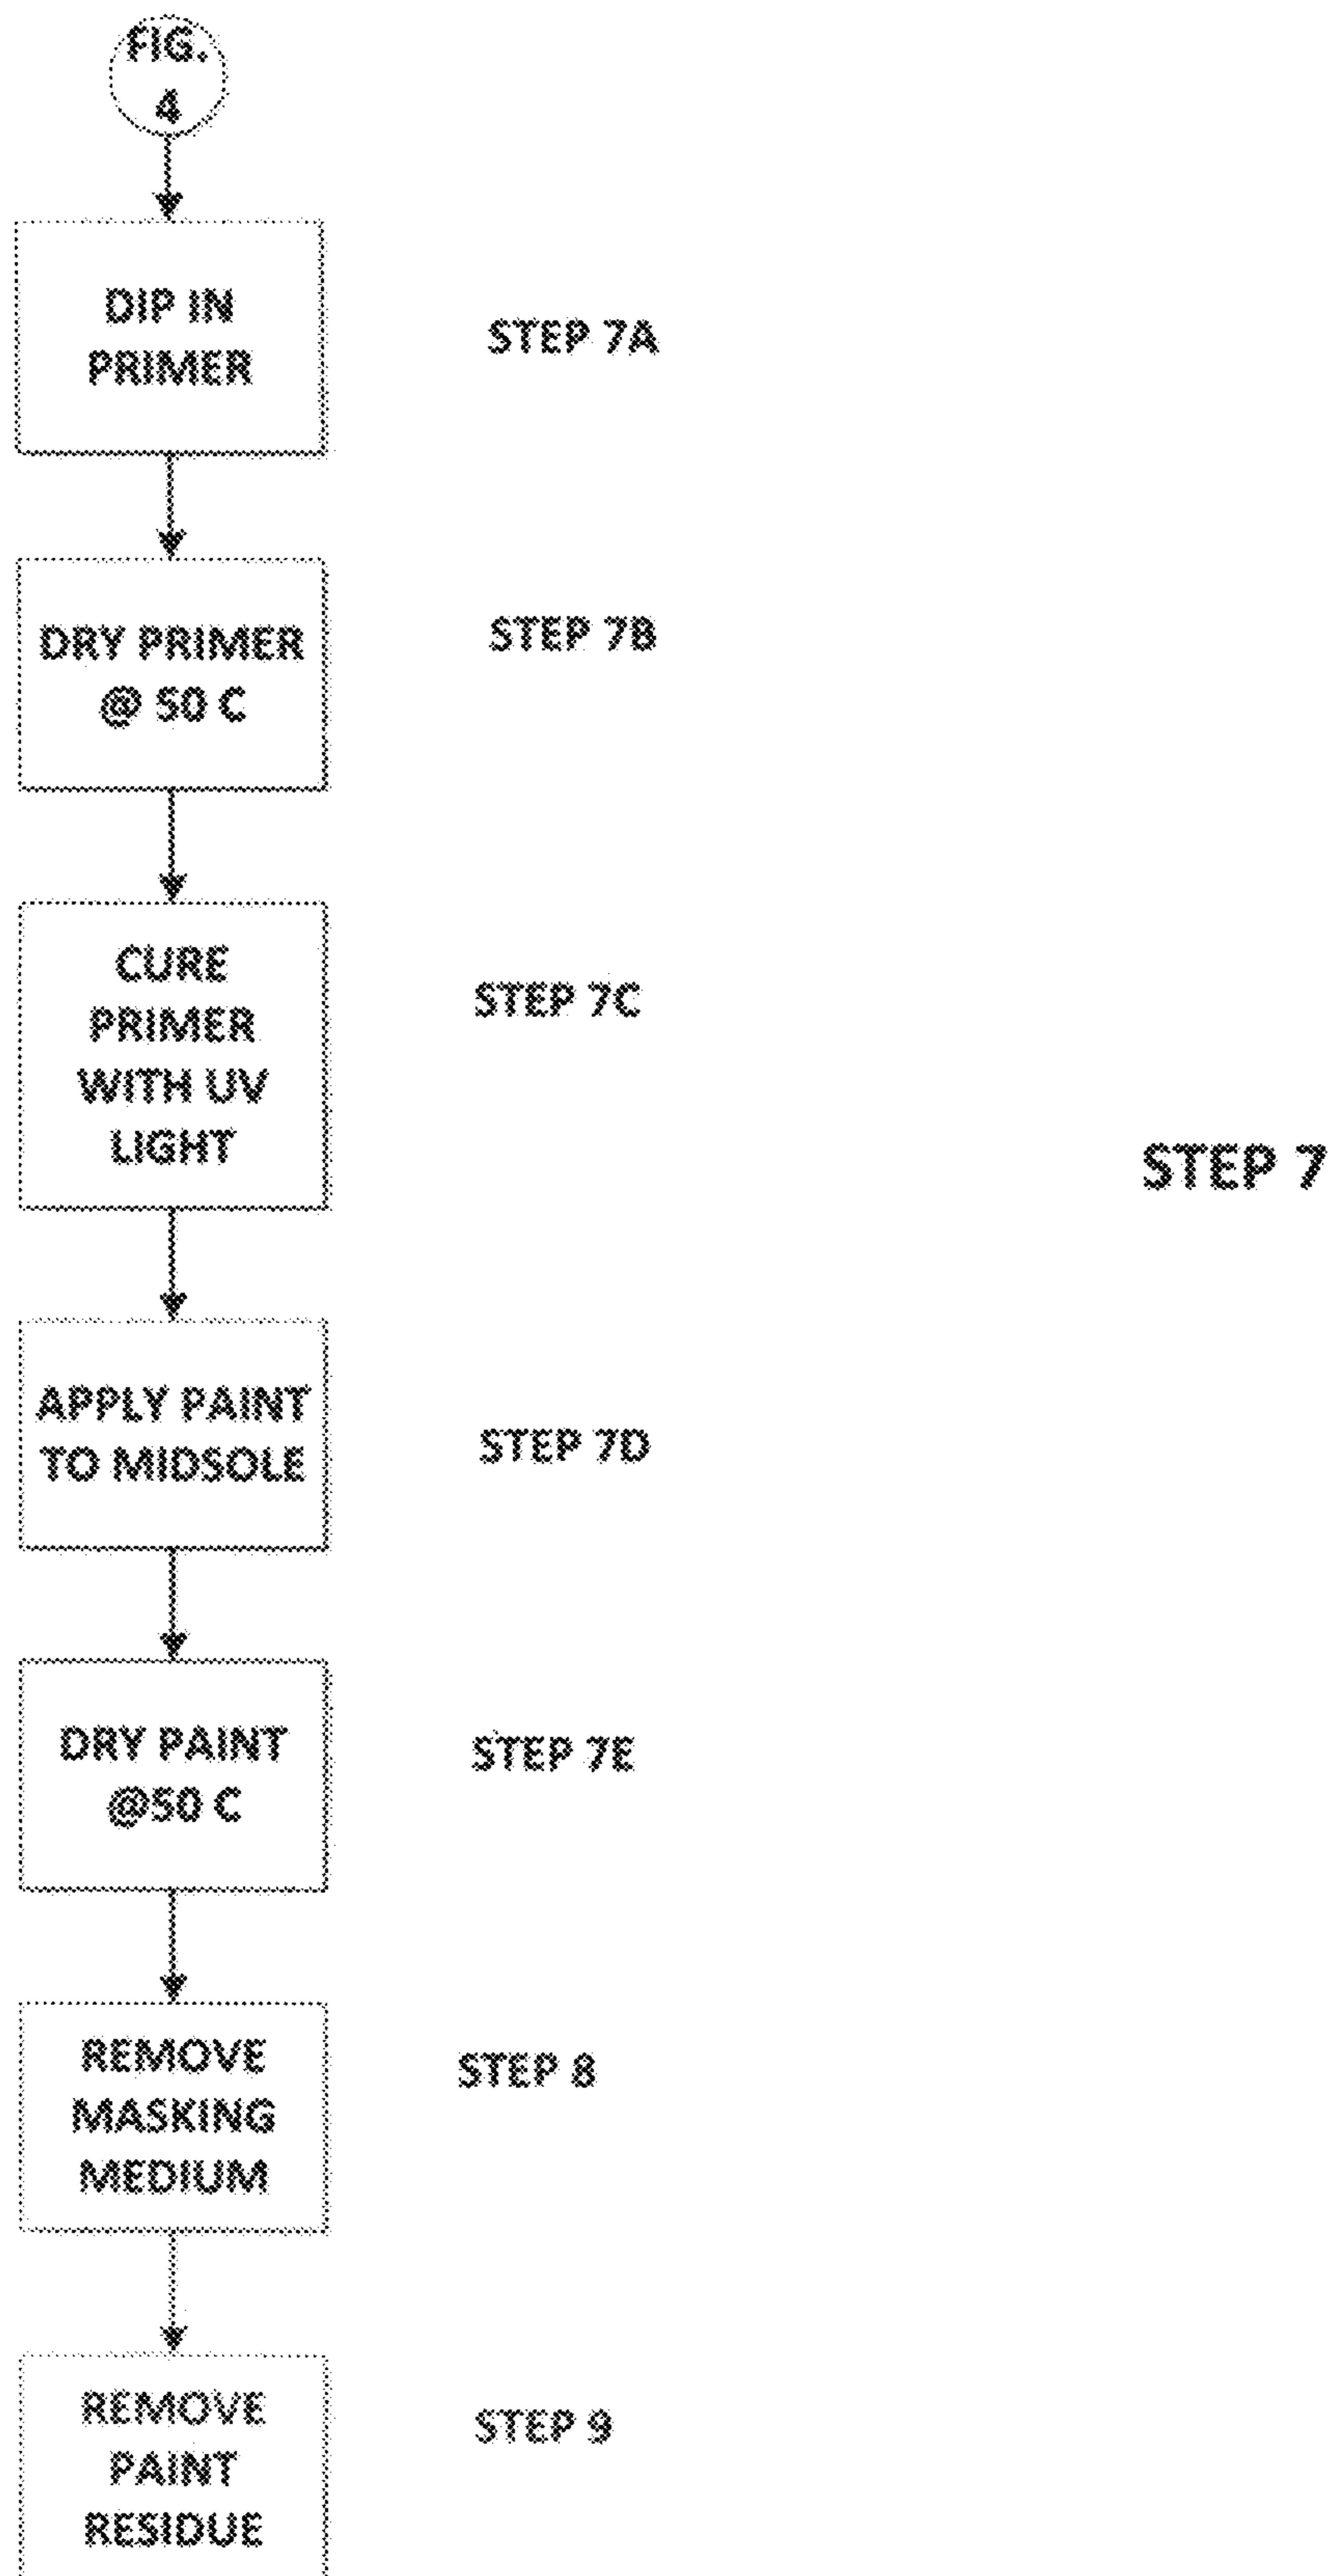 FIG.
4
DIP IN
PRIMER
STEP 7A
DRY PRIMER
@ 50 C
STEP 7B
CURE
PRIMER
WITH UV
LIGHT
STEP 7C
STEP 7
APPLY PAINT
TO MIDSOLE
STEP 7D
DRY PAINT
@50 C
STEP 7E
REMOVE
MASKING
MEDIUM
STEP 8
REMOVE
PAINT
RESIDUE
STEP 9